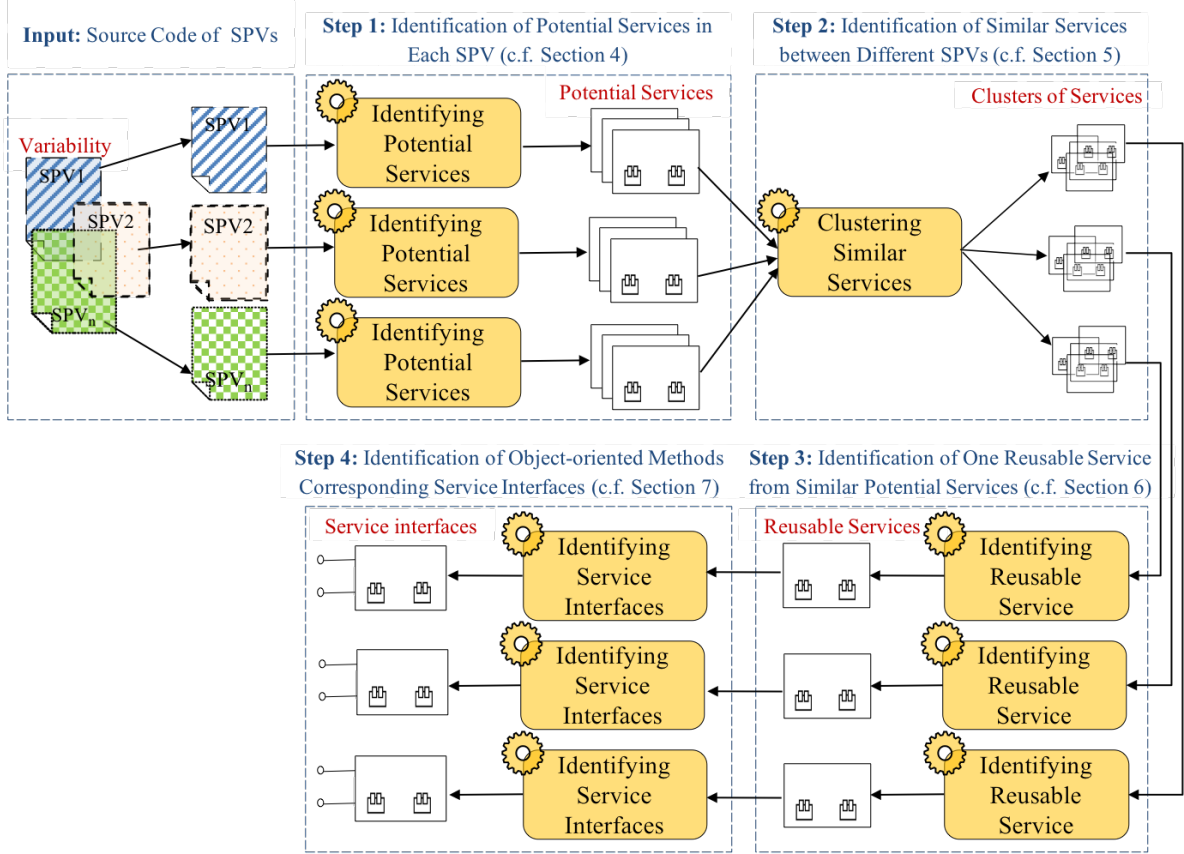 Input: Source Code of SPVs
Step 1: Identification of Potential Services in
Each SPV (c.f. Section 4)
Step 2: Identification of Similar Services
between Different SPVs (c.f. Section 5)
Variability
SPV1
SPV2
SPVn
SPV1
SPV2
SPVn
Identifying
Potential
Services
Identifying
Potential
Services
Identifying
Potential
Services
Potential Services
Clustering
Similar
Services
Clusters of Services
Step 4: Identification of Object-oriented Methods
Corresponding Service Interfaces (c.f. Section 7)
Step 3: Identification of One Reusable Service
from Similar Potential Services (c.f. Section 6)
Service interfaces
Identifying
Service
Interfaces
Identifying
Service
Interfaces
Identifying
Service
Interfaces
Reusable Services
Identifying
Reusable
Service
Identifying
Reusable
Service
Identifying
Reusable
Service